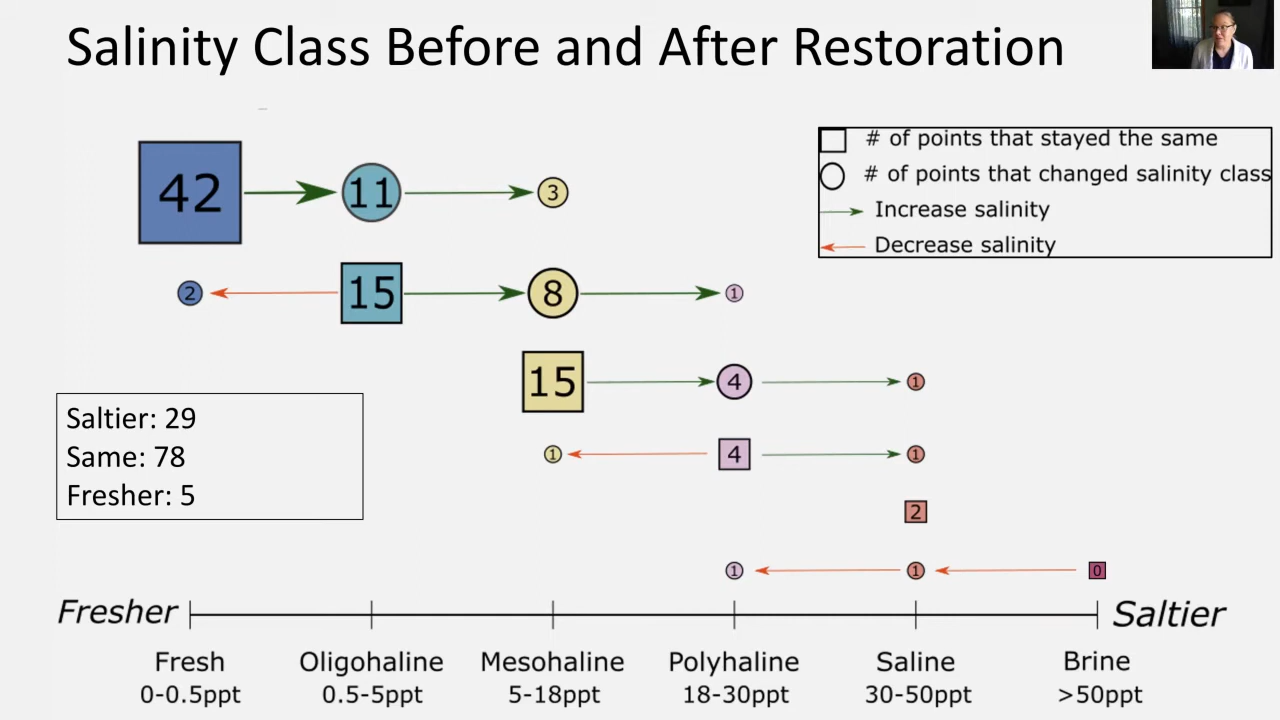 Salinity Class Before and After Restoration
# of points that stayed the same
# of points that changed salinity class
Increase salinity
Decrease salinity
42 11 3
2 15 8 1
15 4 1
1 4 1
2
1 1 0
Saltier: 29
Same: 78
Fresher: 5
Fresher Saltier
Fresh Oligohaline Mesohaline Polyhaline Saline Brine
0-0.5ppt 0.5-5ppt 5-18ppt 18-30ppt 30-50ppt >50ppt